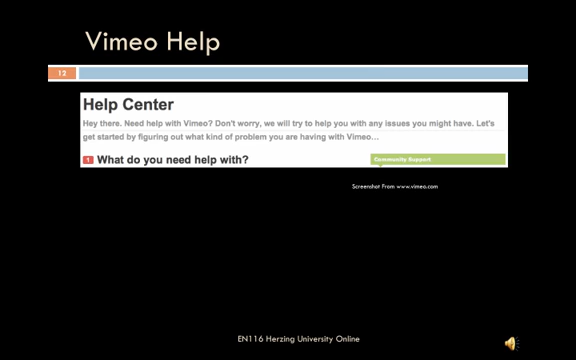 Vimeo Help
12
Help Center
Hey there. Need help with Vimeo? Don't worry, we will try to help you with any issues you might have. Let's
get started by figuring out what kind of problem you are having with Vimeo...
1 What do you need help with?
Community Support
Screenshot From www.vimeo.com
EN116 Herzing University Online